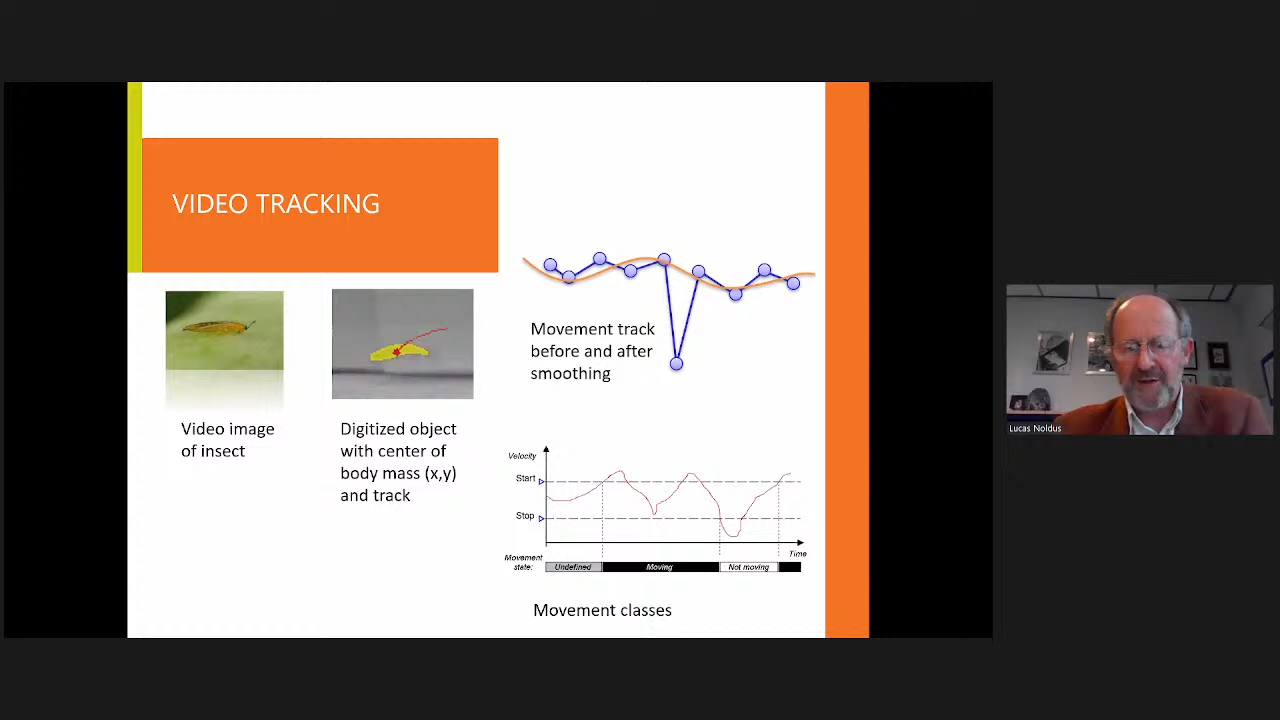 VIDEO TRACKING
Video image
of insect
Digitized object
with center of
body mass (x,y)
and track
Movement track
before and after
smoothing
Velocity
Start
Stop
Time
Movement
state:
Undefined
Moving
Not moving
Movement classes
Lucas Noldus